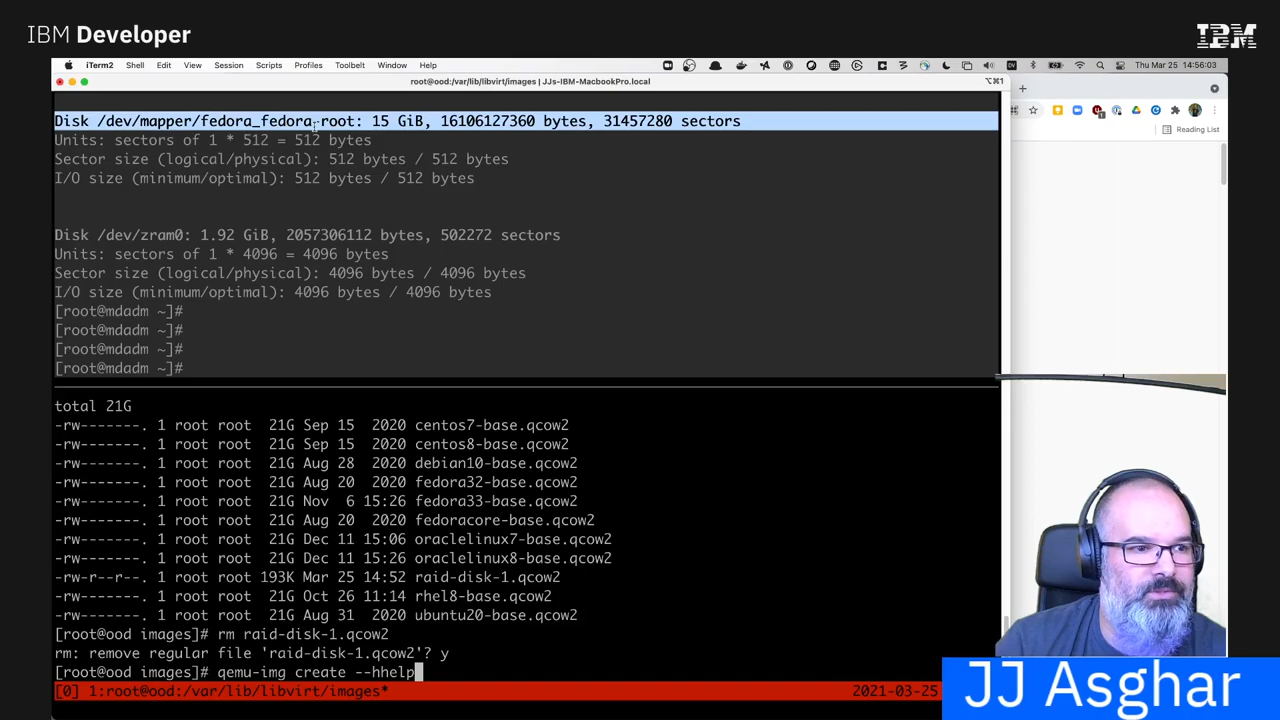 IBM Developer
IBM
iTerm2 Shell Edit View Session Scripts Profiles Toolbelt Window Help
Thu Mar 25 14:56:03
root@ood:/var/lib/libvirt/images | JJs-IBM-MacbookPro.local
⌥⌘1
Reading List
Disk /dev/mapper/fedora_fedora-root: 15 GiB, 16106127360 bytes, 31457280 sectors
Units: sectors of 1 * 512 = 512 bytes
Sector size (logical/physical): 512 bytes / 512 bytes
I/O size (minimum/optimal): 512 bytes / 512 bytes
Disk /dev/zram0: 1.92 GiB, 2057306112 bytes, 502272 sectors
Units: sectors of 1 * 4096 = 4096 bytes
Sector size (logical/physical): 4096 bytes / 4096 bytes
I/O size (minimum/optimal): 4096 bytes / 4096 bytes
[root@mdadm ~]#
[root@mdadm ~]#
[root@mdadm ~]#
[root@mdadm ~]#
total 21G
-rw-------. 1 root root 21G Sep 15 2020 centos7-base.qcow2
-rw-------. 1 root root 21G Sep 15 2020 centos8-base.qcow2
-rw-------. 1 root root 21G Aug 28 2020 debian10-base.qcow2
-rw-------. 1 root root 21G Aug 20 2020 fedora32-base.qcow2
-rw-------. 1 root root 21G Nov 6 15:26 fedora33-base.qcow2
-rw-------. 1 root root 21G Aug 20 2020 fedoracore-base.qcow2
-rw-------. 1 root root 21G Dec 11 15:06 oraclelinux7-base.qcow2
-rw-------. 1 root root 21G Dec 11 15:26 oraclelinux8-base.qcow2
-rw-r--r--. 1 root root 193K Mar 25 14:52 raid-disk-1.qcow2
-rw-------. 1 root root 21G Oct 26 11:14 rhel8-base.qcow2
-rw-------. 1 root root 21G Aug 31 2020 ubuntu20-base.qcow2
[root@ood images]# rm raid-disk-1.qcow2
rm: remove regular file 'raid-disk-1.qcow2'? y
[root@ood images]# qemu-img create --hhelp
[0] 1:root@ood:/var/lib/libvirt/images* 2021-03-25
JJ Asghar